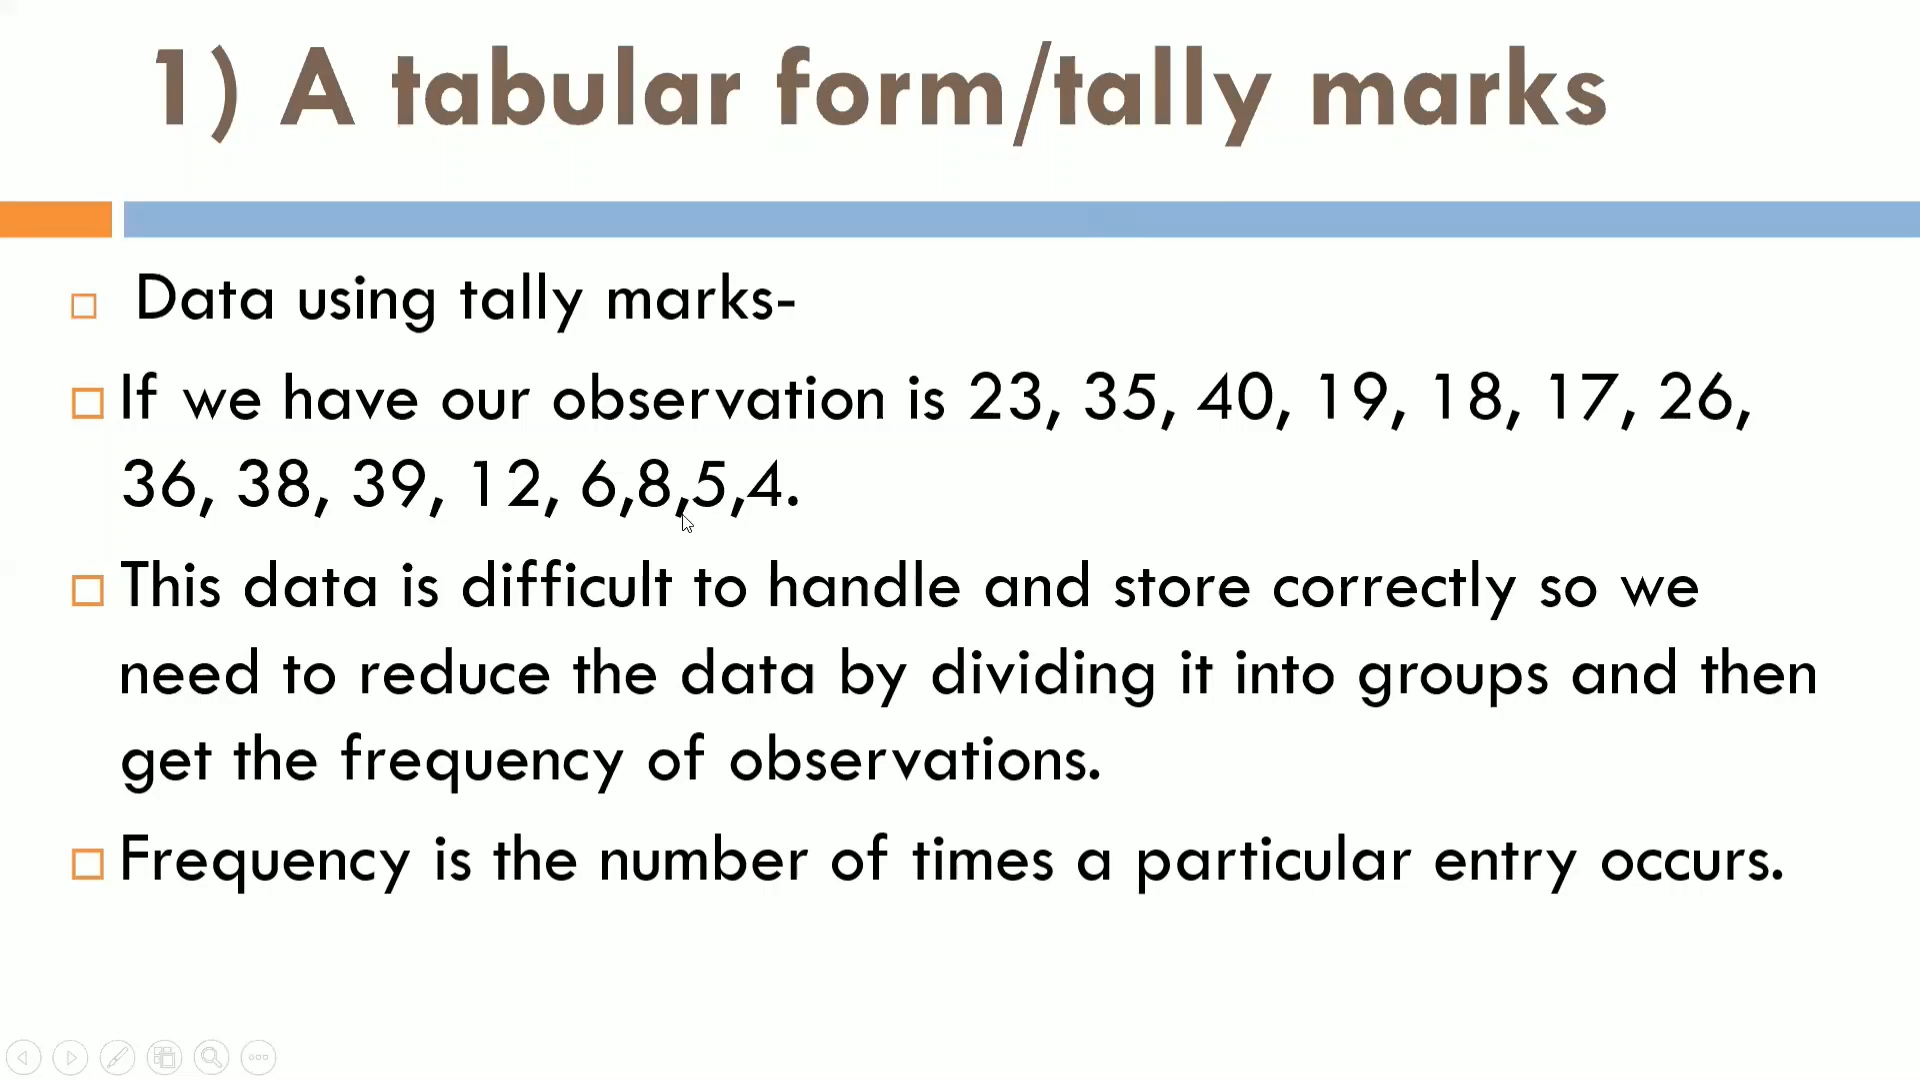 1) A tabular form/tally marks
Data using tally marks-
If we have our observation is 23, 35, 40, 19, 18, 17, 26,
36, 38, 39, 12, 6,8,5,4.
This data is difficult to handle and store correctly so we
need to reduce the data by dividing it into groups and then
get the frequency of observations.
Frequency is the number of times a particular entry occurs.